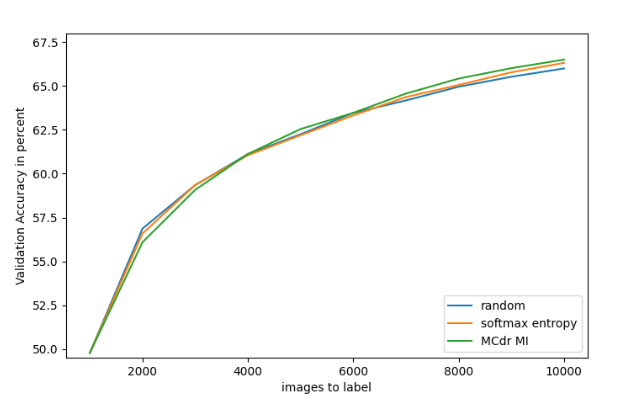 67.5
65.0
62.5
60.0
57.5
55.0
52.5
50.0
Validation Accuracy in percent
random
softmax entropy
MCdr MI
2000 4000 6000 8000 10000
images to label